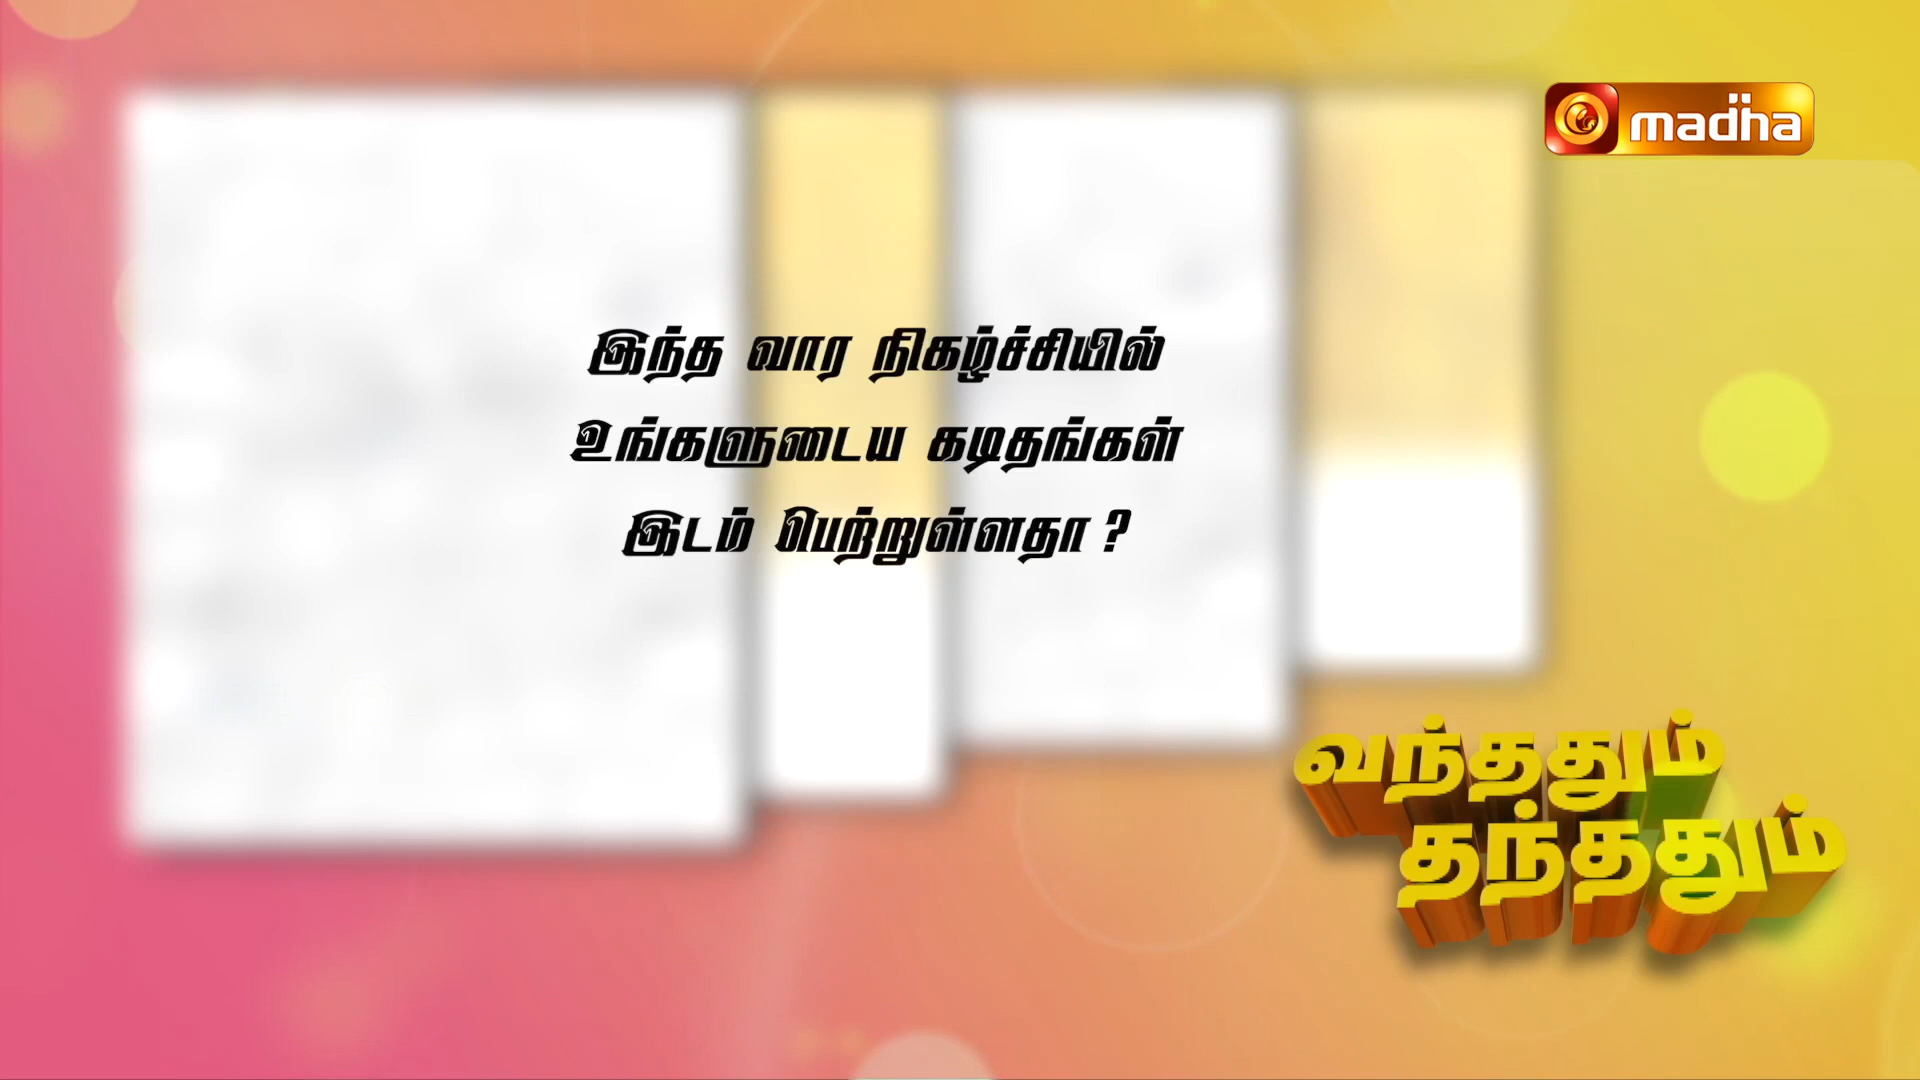 madha
இந்த வார நிகழ்ச்சியில்
உங்களுடைய கடிதங்கள்
இடம் பெற்றுள்ளதா ?
வந்ததும்
தந்ததும்